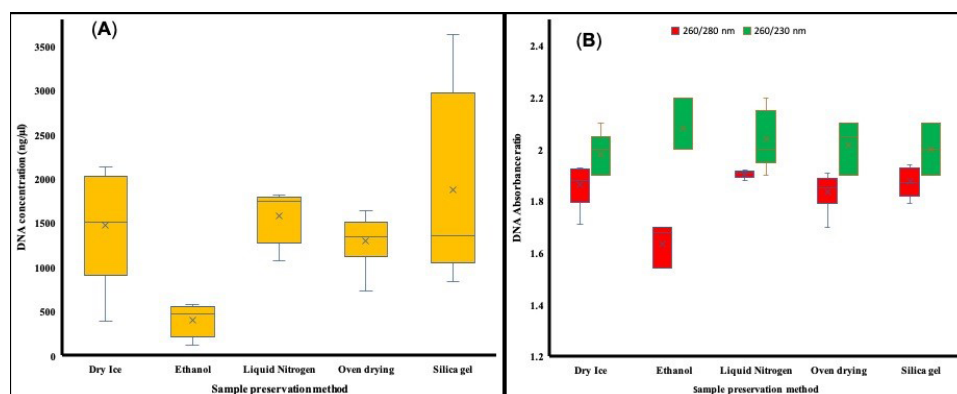 (A)
DNA concentration (ng/µl)
3500
3000
2500
2000
1500
1000
500
0
Dry Ice Ethanol Liquid Nitrogen Oven drying Silica gel
Sample preservation method
(B)
260/280 nm 260/230 nm
DNA Absorbance ratio
2.4
2.2
2
1.8
1.6
1.4
1.2
Dry Ice Ethanol Liquid Nitrogen Oven drying Silica gel
Sample preservation method